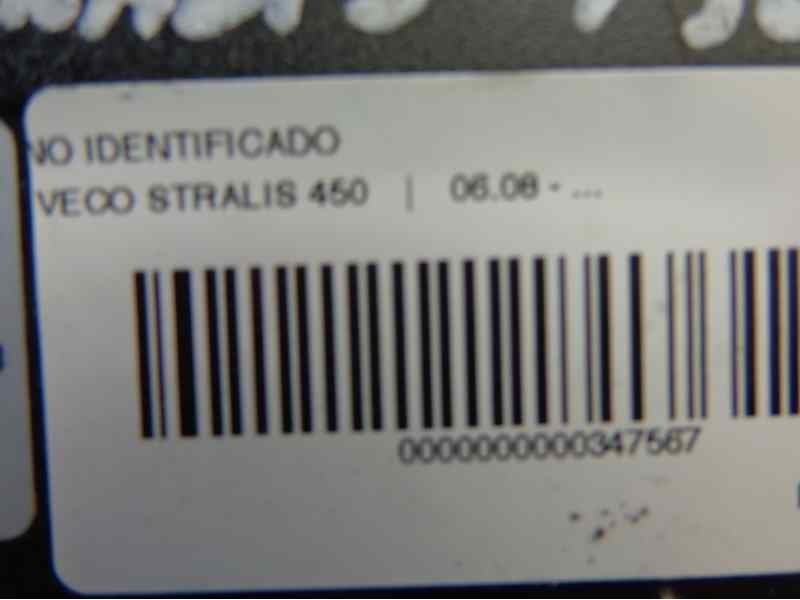 NO IDENTIFICADO
VECO STRALIS 450 | 06.08 - ...
0000000000347567